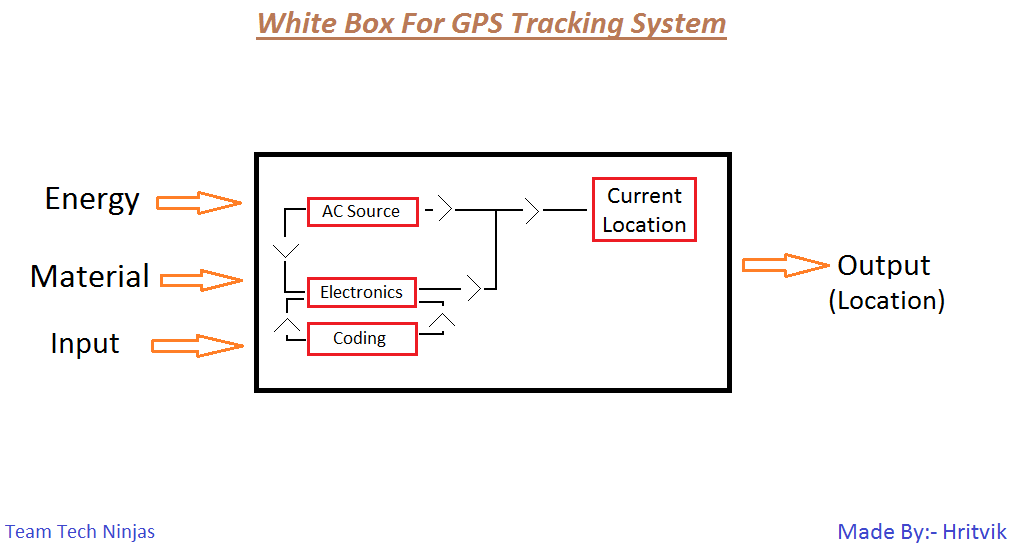 White Box For GPS Tracking System
Energy
AC Source
Current
Location
Material
Electronics
Output
(Location)
Input
Coding
Team Tech Ninjas
Made By:- Hritvik